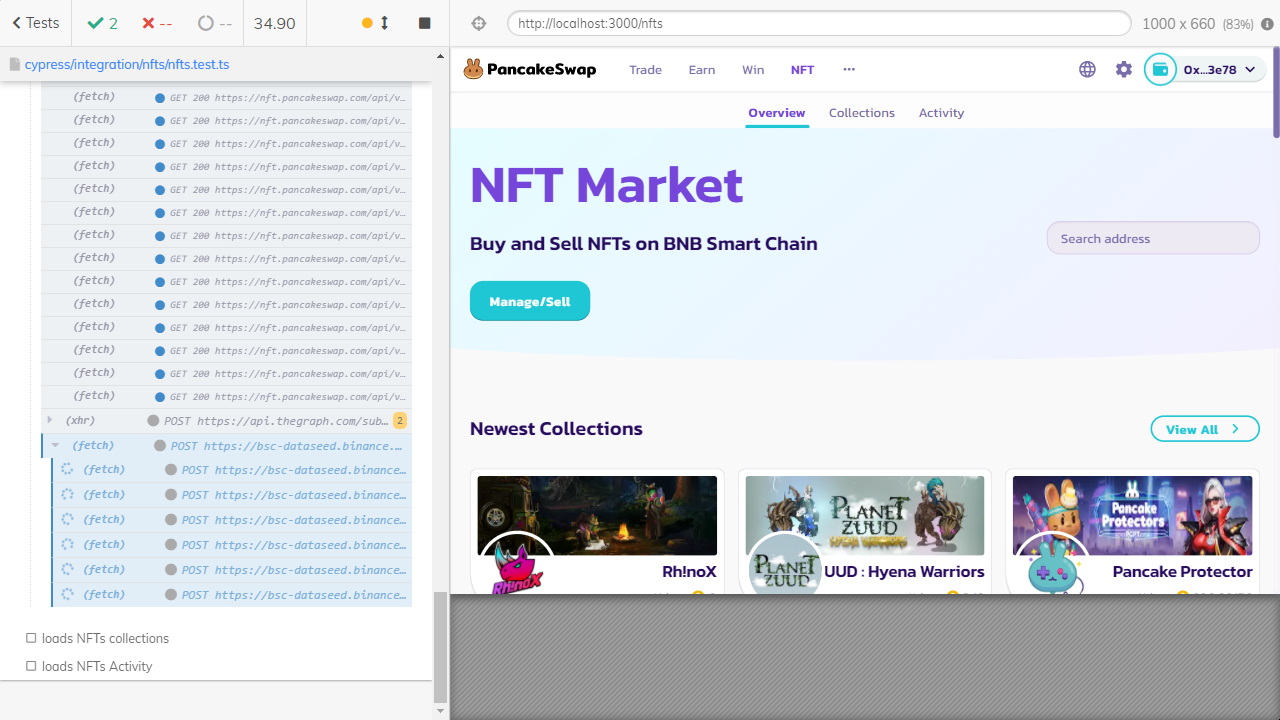 Tests
2
--
--
34.90
http://localhost:3000/nfts
1000 x 660 (83%)
cypress/integration/nfts/nfts.test.ts
(fetch) GET 200 https://nft.pancakeswap.com/api/v...
(fetch) GET 200 https://nft.pancakeswap.com/api/v...
(fetch) GET 200 https://nft.pancakeswap.com/api/v...
(fetch) GET 200 https://nft.pancakeswap.com/api/v...
(fetch) GET 200 https://nft.pancakeswap.com/api/v...
(fetch) GET 200 https://nft.pancakeswap.com/api/v...
(fetch) GET 200 https://nft.pancakeswap.com/api/v...
(fetch) GET 200 https://nft.pancakeswap.com/api/v...
(fetch) GET 200 https://nft.pancakeswap.com/api/v...
(fetch) GET 200 https://nft.pancakeswap.com/api/v...
(fetch) GET 200 https://nft.pancakeswap.com/api/v...
(fetch) GET 200 https://nft.pancakeswap.com/api/v...
(fetch) GET 200 https://nft.pancakeswap.com/api/v...
(fetch) GET 200 https://nft.pancakeswap.com/api/v...
(xhr) POST https://api.thegraph.com/sub... 2
(fetch) POST https://bsc-dataseed.binance....
(fetch) POST https://bsc-dataseed.binance...
(fetch) POST https://bsc-dataseed.binance...
(fetch) POST https://bsc-dataseed.binance...
(fetch) POST https://bsc-dataseed.binance...
(fetch) POST https://bsc-dataseed.binance...
(fetch) POST https://bsc-dataseed.binance...
loads NFTs collections
loads NFTs Activity
PancakeSwap
Trade
Earn
Win
NFT
0x...3e78
Overview
Collections
Activity
NFT Market
Buy and Sell NFTs on BNB Smart Chain
Search address
Manage/Sell
Newest Collections
View All
RhinoX
Rh!noX
PLANET
ZUUD
HYENA WARRIORS
PLANET
ZUUD
UUD : Hyena Warriors
Pancake
Protectors
Pancake Protector